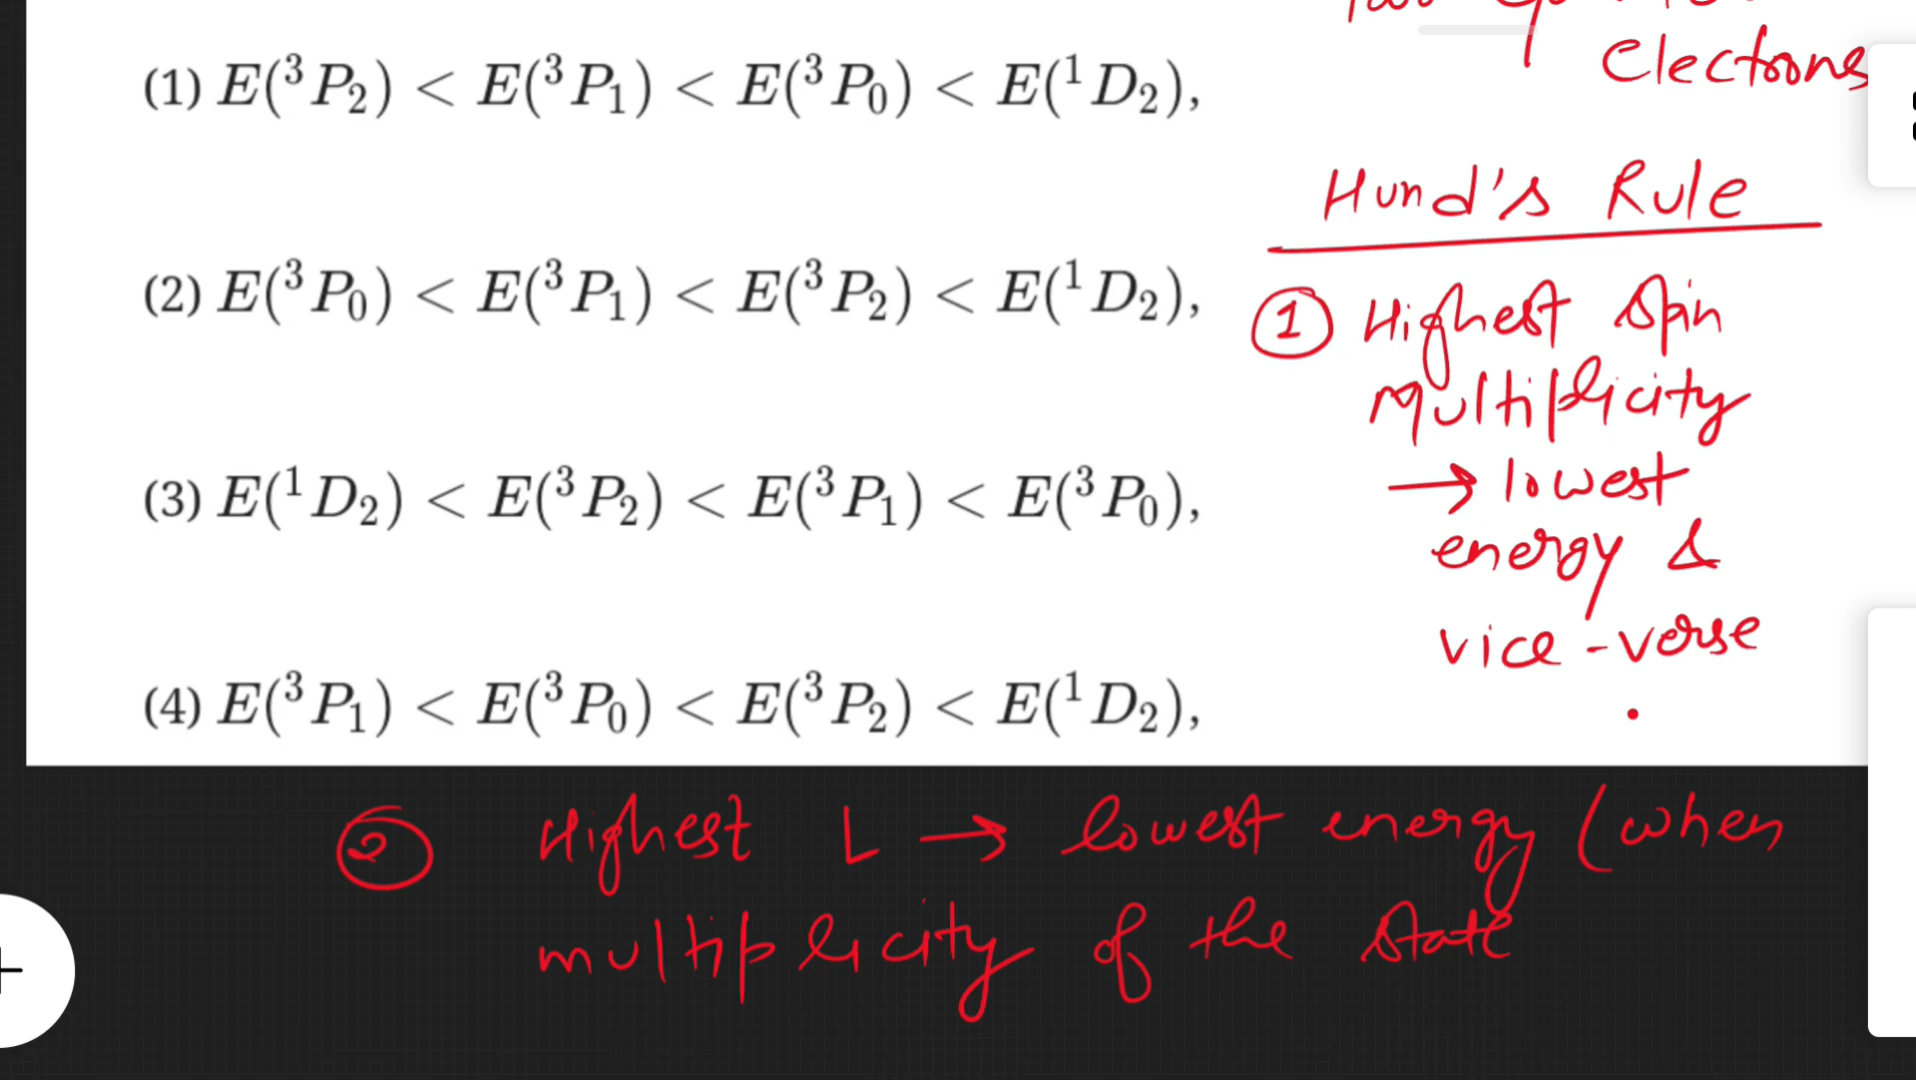 Electrons
(1) E(³P₂) < E(³P₁) < E(³P₀) < E(¹D₂),
Hund's Rule
(2) E(³P₀) < E(³P₁) < E(³P₂) < E(¹D₂),
① Highest spin
multiplicity
→ lowest
(3) E(¹D₂) < E(³P₂) < E(³P₁) < E(³P₀),
energy &
vice-verse
(4) E(³P₁) < E(³P₀) < E(³P₂) < E(¹D₂),
② Highest L → lowest energy (when
multiplicity of the state